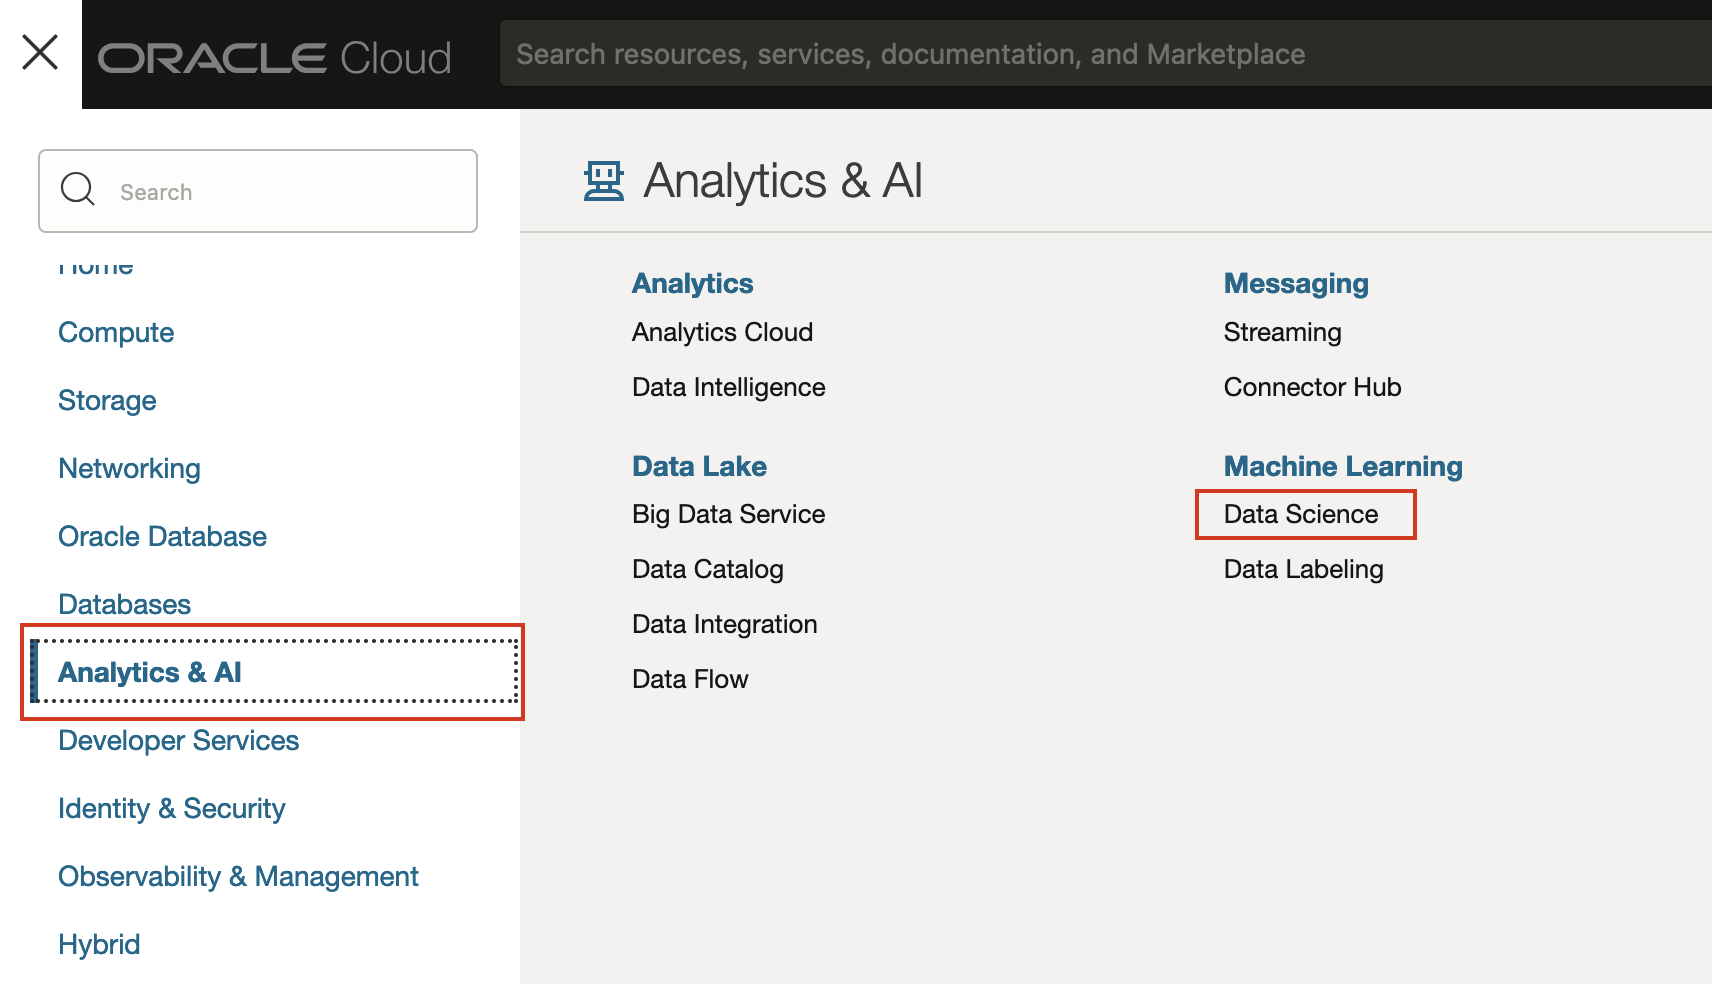 ORACLE Cloud
Search resources, services, documentation, and Marketplace
Search
Home
Compute
Storage
Networking
Oracle Database
Databases
Analytics & AI
Developer Services
Identity & Security
Observability & Management
Hybrid
Analytics & AI
Analytics
Analytics Cloud
Data Intelligence
Data Lake
Big Data Service
Data Catalog
Data Integration
Data Flow
Messaging
Streaming
Connector Hub
Machine Learning
Data Science
Data Labeling